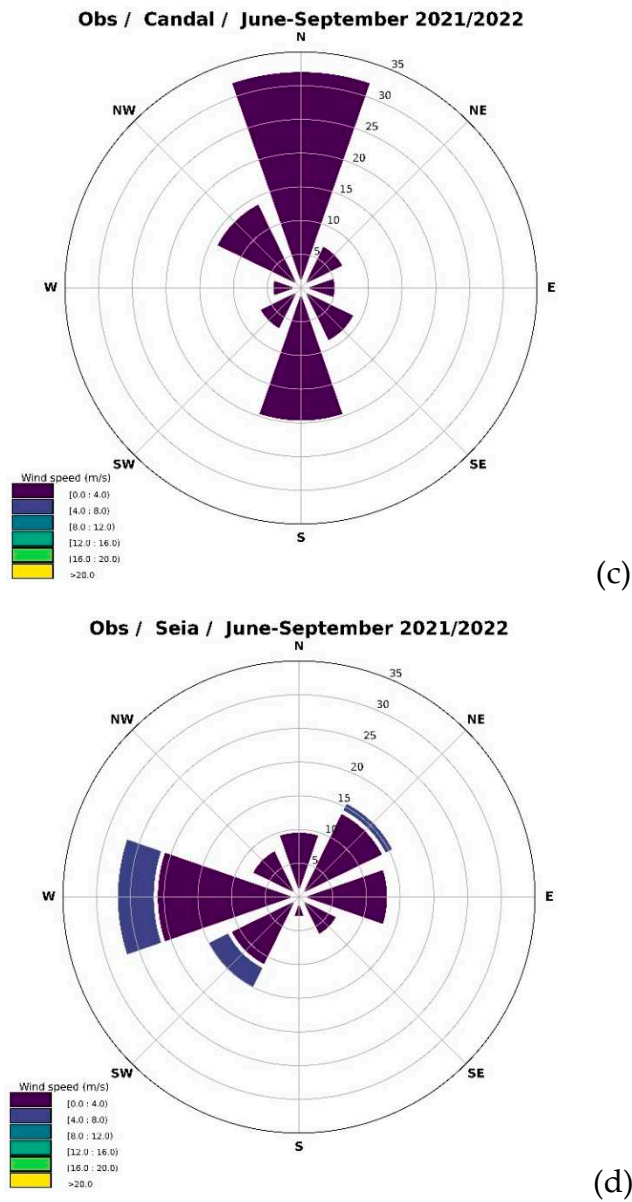 Obs / Candal / June-September 2021/2022
N
35
30
25
20
15
10
5
NW
NE
W
E
SW
SE
S
Wind speed (m/s)
[0.0 : 4.0)
[4.0 : 8.0)
[8.0 : 12.0)
[12.0 : 16.0)
(16.0 : 20.0)
>20.0
(c)
Obs / Seia / June-September 2021/2022
N
35
30
25
20
15
10
5
NW
NE
W
E
SW
SE
S
Wind speed (m/s)
[0.0 : 4.0)
[4.0 : 8.0)
[8.0 : 12.0)
[12.0 : 16.0)
(16.0 : 20.0)
>20.0
(d)